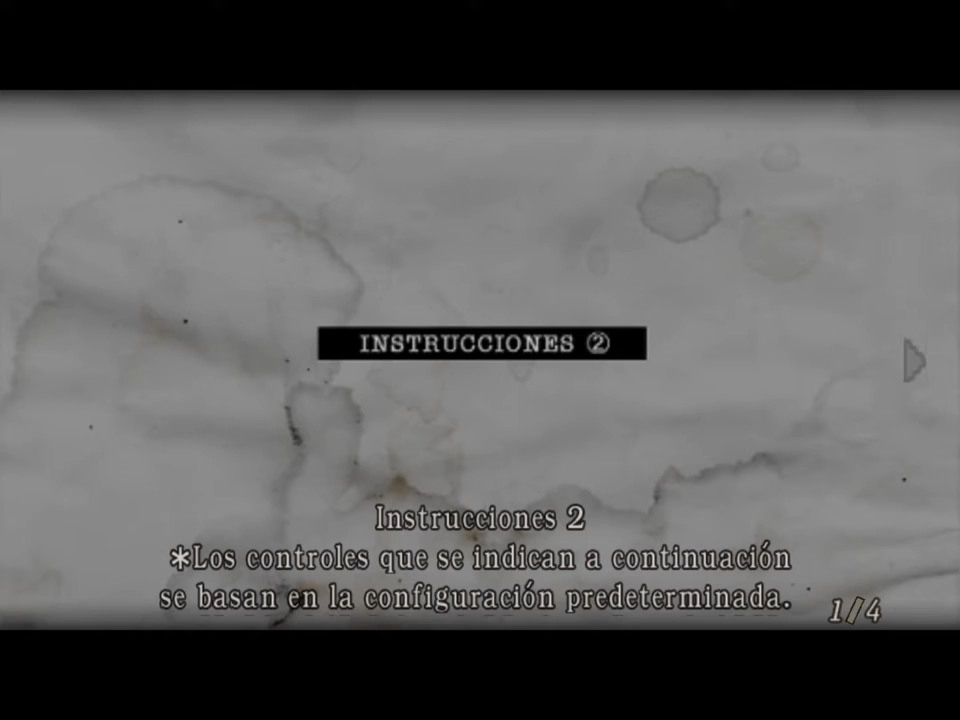 INSTRUCCIONES ②
Instrucciones 2
*Los controles que se indican a continuación
se basan en la configuración predeterminada.
1/4